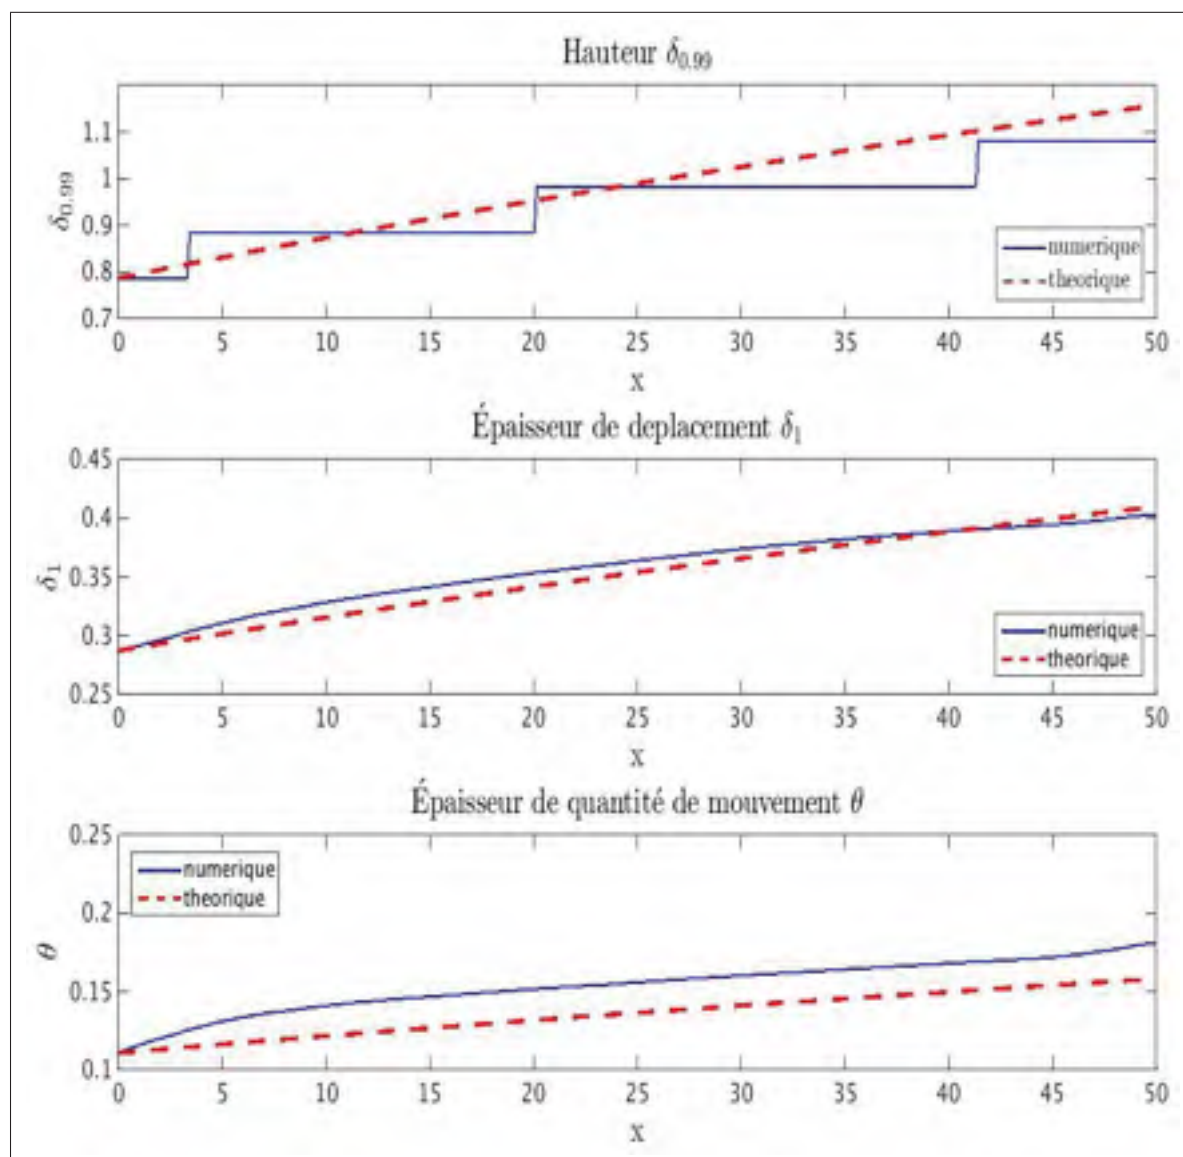 Hauteur δ0.99
1.1
1
0.9
0.8
0.7
δ0.99
numerique
theorique
0 5 10 15 20 25 30 35 40 45 50
x
Épaisseur de deplacement δ1
0.45
0.4
0.35
0.3
0.25
δ1
numerique
theorique
0 5 10 15 20 25 30 35 40 45 50
x
Épaisseur de quantité de mouvement θ
0.25
0.2
0.15
0.1
θ
numerique
theorique
0 5 10 15 20 25 30 35 40 45 50
x